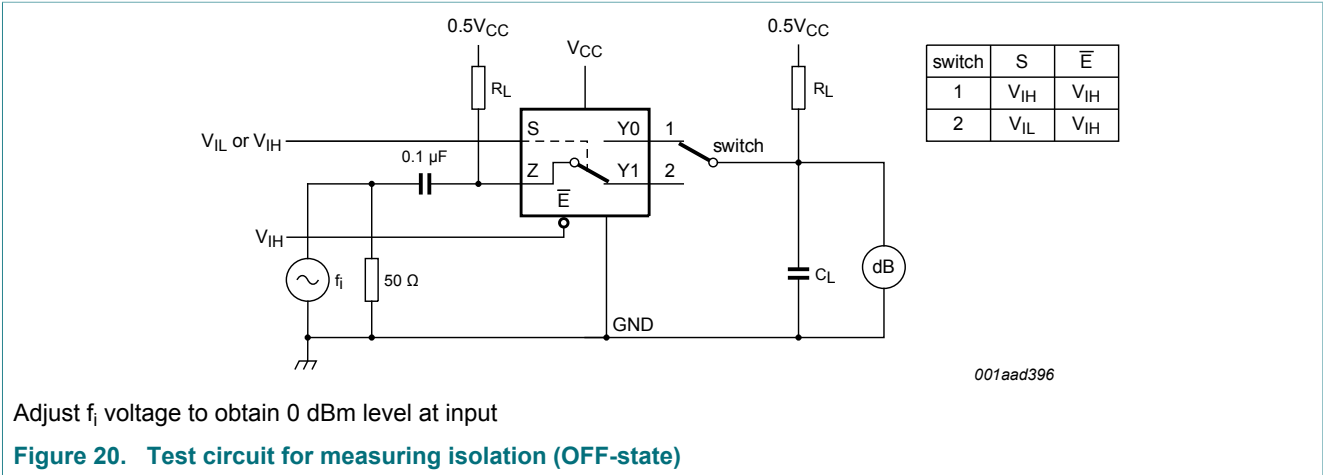 0.5VCC
VCC
0.5VCC
RL
RL
switch S E̅
1 VIH VIH
2 VIL VIH
VIL or VIH
S
Y0
1
switch
0.1 µF
Z
Y1
2
E̅
VIH
fi
50 Ω
CL
dB
GND
001aad396
Adjust fi voltage to obtain 0 dBm level at input
Figure 20. Test circuit for measuring isolation (OFF-state)